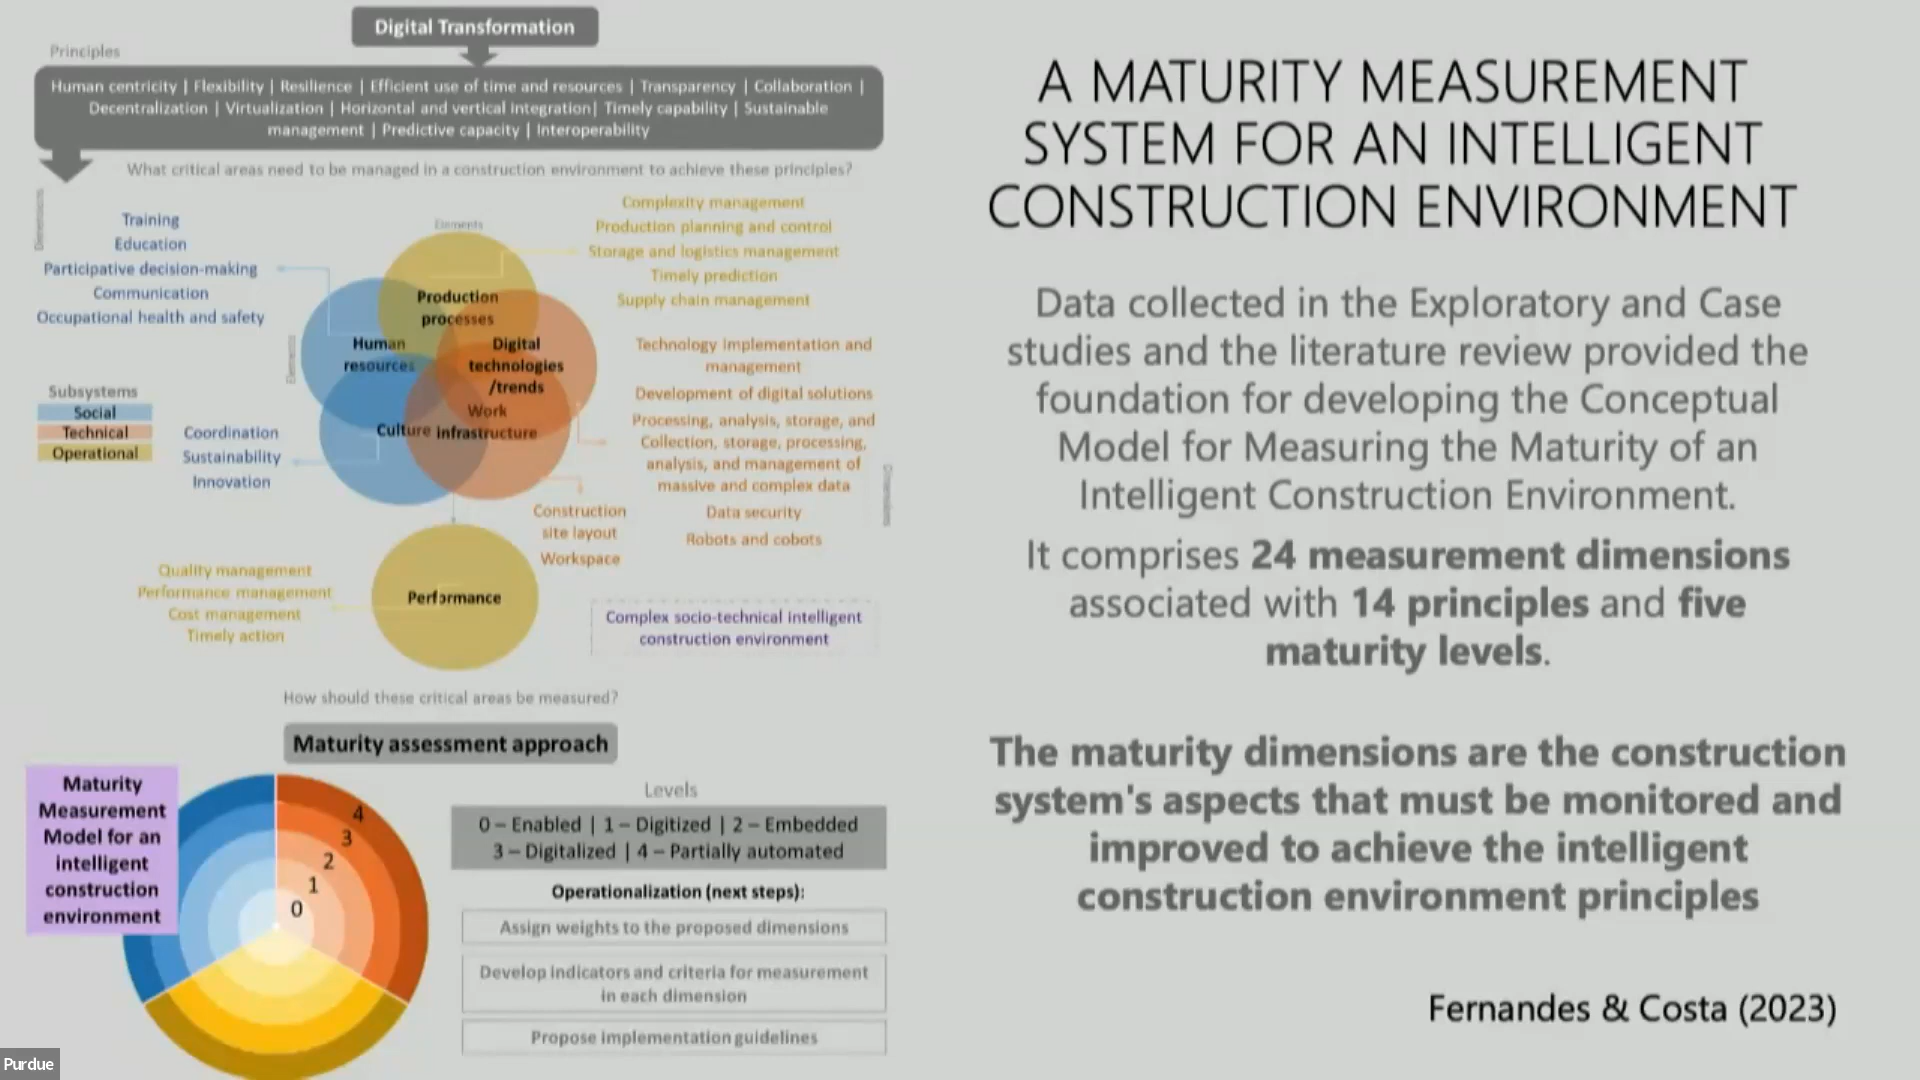 Digital Transformation
Principles
Human centricity | Flexibility | Resilience | Efficient use of time and resources | Transparency | Collaboration |
Decentralization | Virtualization | Horizontal and vertical integration| Timely capability | Sustainable
management | Predictive capacity | Interoperability
What critical areas need to be managed in a construction environment to achieve these principles?
Dimensions
Training
Education
Participative decision-making
Communication
Occupational health and safety
Elements
Complexity management
Production planning and control
Storage and logistics management
Timely prediction
Supply chain management
Production
processes
Human
resources
Elements
Digital
technologies
/trends
Work
infrastructure
Culture
Technology implementation and
management
Development of digital solutions
Processing, analysis, storage, and
Collection, storage, processing,
analysis, and management of
massive and complex data
Data security
Robots and cobots
Dimensions
Subsystems
Social
Technical
Operational
Coordination
Sustainability
Innovation
Construction
site layout
Workspace
Quality management
Performance management
Cost management
Timely action
Performance
Complex socio-technical intelligent
construction environment
How should these critical areas be measured?
Maturity assessment approach
Maturity
Measurement
Model for an
intelligent
construction
environment
4
3
2
1
0
Levels
0 – Enabled | 1 – Digitized | 2 – Embedded
3 – Digitalized | 4 – Partially automated
Operationalization (next steps):
Assign weights to the proposed dimensions
Develop indicators and criteria for measurement
in each dimension
Propose implementation guidelines
A MATURITY MEASUREMENT
SYSTEM FOR AN INTELLIGENT
CONSTRUCTION ENVIRONMENT
Data collected in the Exploratory and Case
studies and the literature review provided the
foundation for developing the Conceptual
Model for Measuring the Maturity of an
Intelligent Construction Environment.
It comprises 24 measurement dimensions
associated with 14 principles and five
maturity levels.
The maturity dimensions are the construction
system's aspects that must be monitored and
improved to achieve the intelligent
construction environment principles
Fernandes & Costa (2023)
Purdue